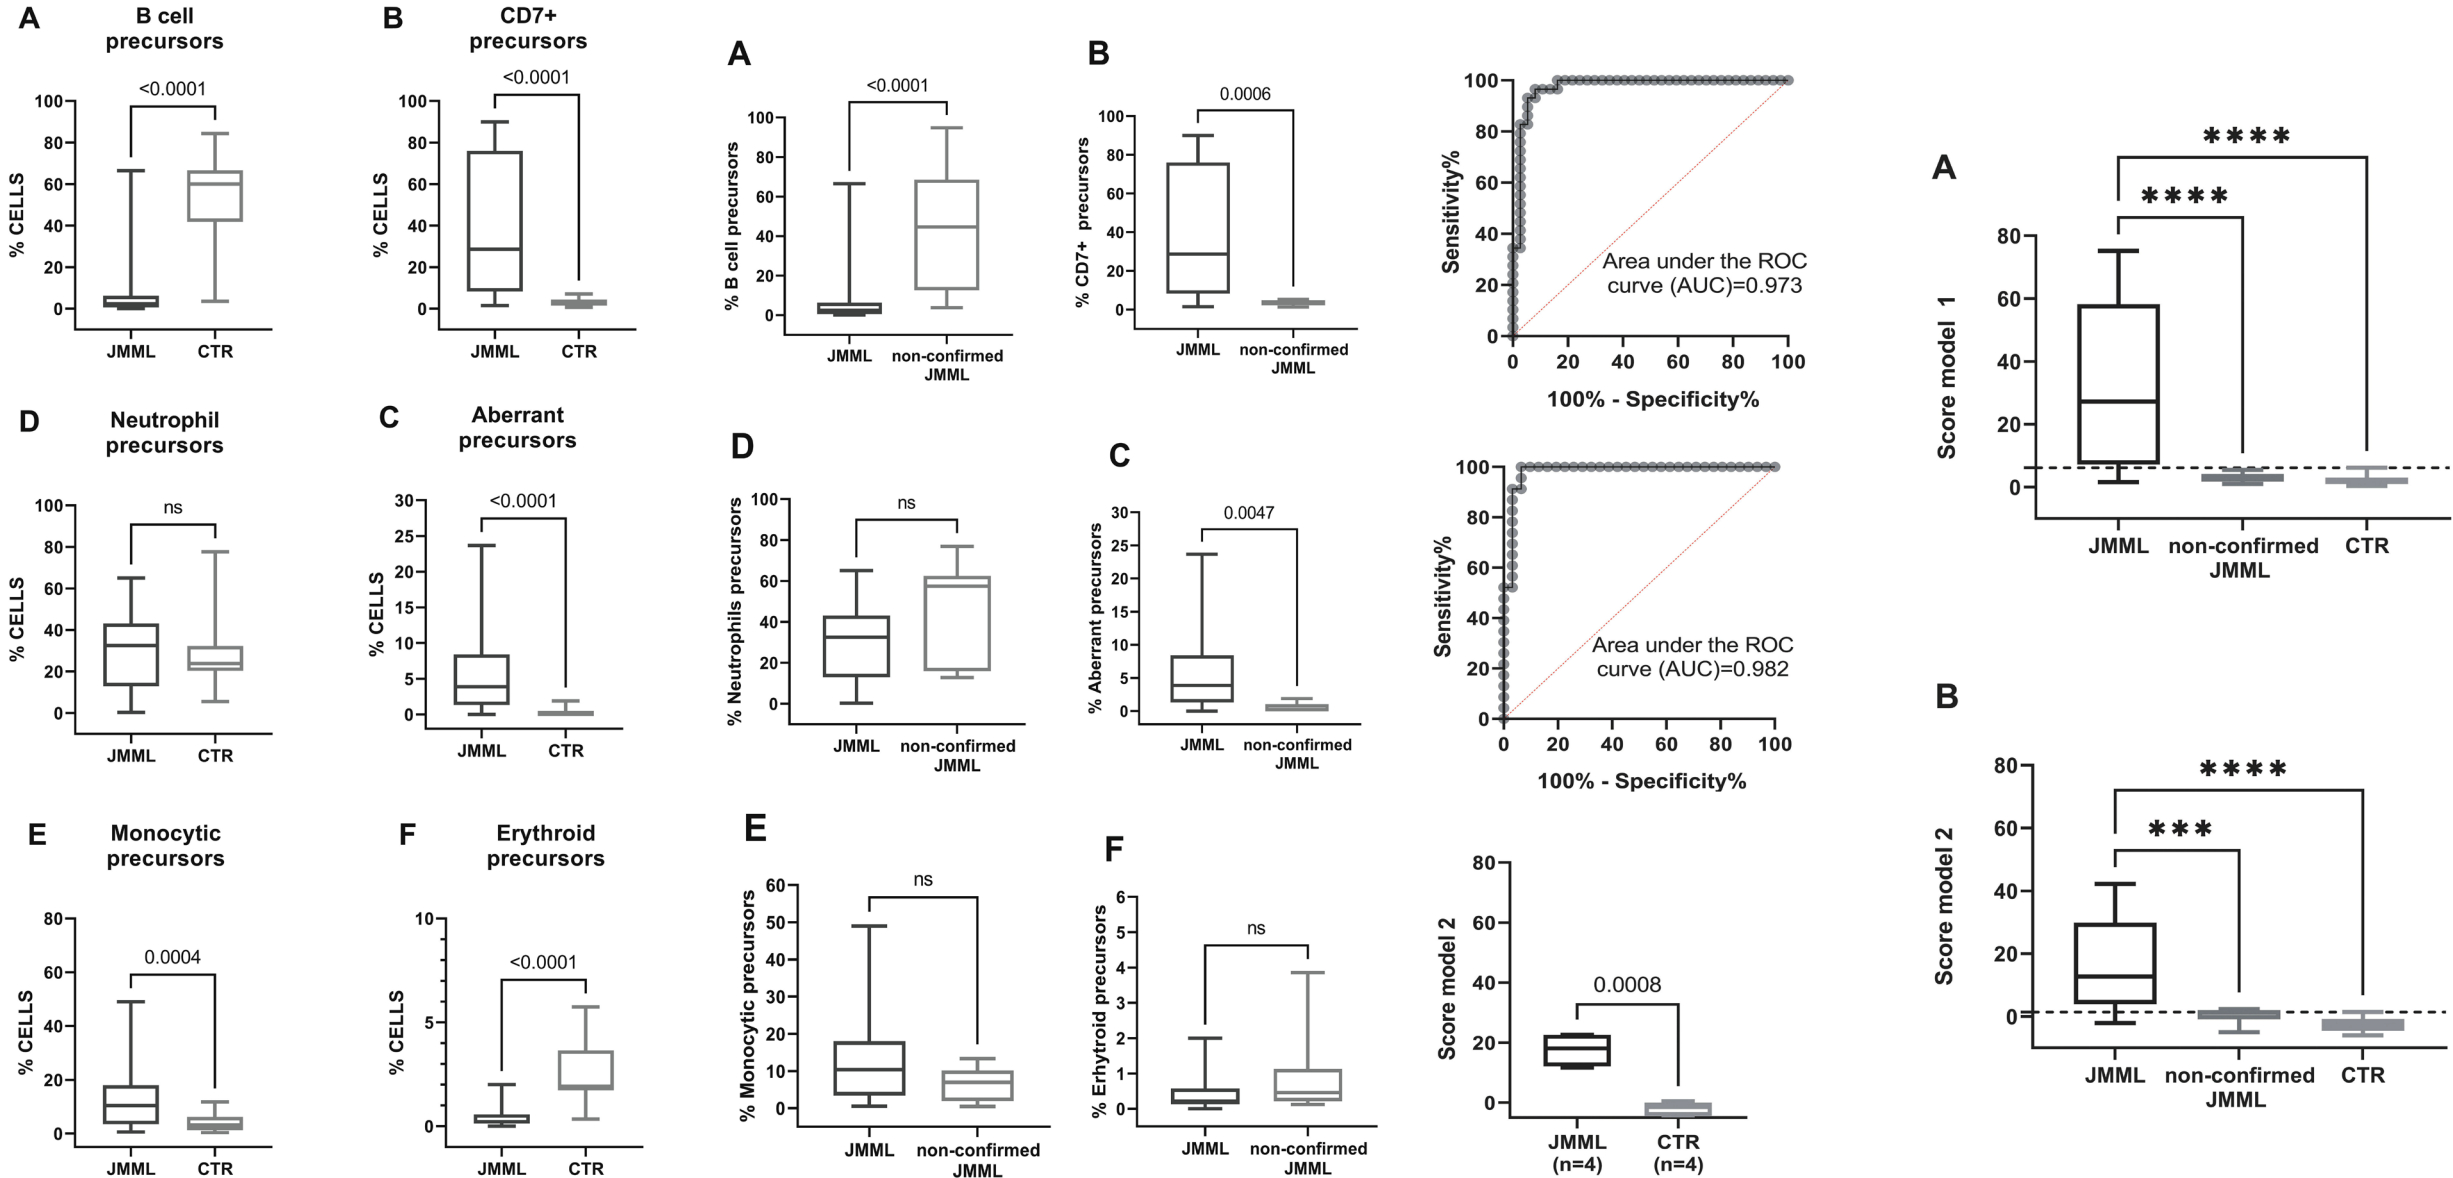 A
B cell
precursors
<0.0001
% CELLS
100
80
60
40
20
0
JMML
CTR
B
CD7+
precursors
<0.0001
% CELLS
100
80
60
40
20
0
JMML
CTR
D
Neutrophil
precursors
ns
% CELLS
100
80
60
40
20
0
JMML
CTR
C
Aberrant
precursors
<0.0001
% CELLS
30
25
20
15
10
5
0
JMML
CTR
E
Monocytic
precursors
0.0004
% CELLS
80
60
40
20
0
JMML
CTR
F
Erythroid
precursors
<0.0001
% CELLS
10
5
0
JMML
CTR
A
<0.0001
% B cell precursors
100
80
60
40
20
0
JMML
non-confirmed
JMML
B
0.0006
% CD7+ precursors
100
80
60
40
20
0
JMML
non-confirmed
JMML
D
ns
% Neutrophils precursors
100
80
60
40
20
0
JMML
non-confirmed
JMML
C
0.0047
% Aberrant precursors
30
25
20
15
10
5
0
JMML
non-confirmed
JMML
E
ns
% Monocytic precursors
60
50
40
30
20
10
0
JMML
non-confirmed
JMML
F
ns
% Erhytroid precursors
6
5
4
3
2
1
0
JMML
non-confirmed
JMML
Sensitivity%
100
80
60
40
20
0
Area under the ROC
curve (AUC)=0.973
0
20
40
60
80
100
100% - Specificity%
Sensitivity%
100
80
60
40
20
0
Area under the ROC
curve (AUC)=0.982
0
20
40
60
80
100
100% - Specificity%
Score model 2
80
60
40
20
0
0.0008
JMML
(n=4)
CTR
(n=4)
A
****
****
Score model 1
80
60
40
20
0
JMML
non-confirmed
JMML
CTR
B
****
***
Score model 2
80
60
40
20
0
JMML
non-confirmed
JMML
CTR